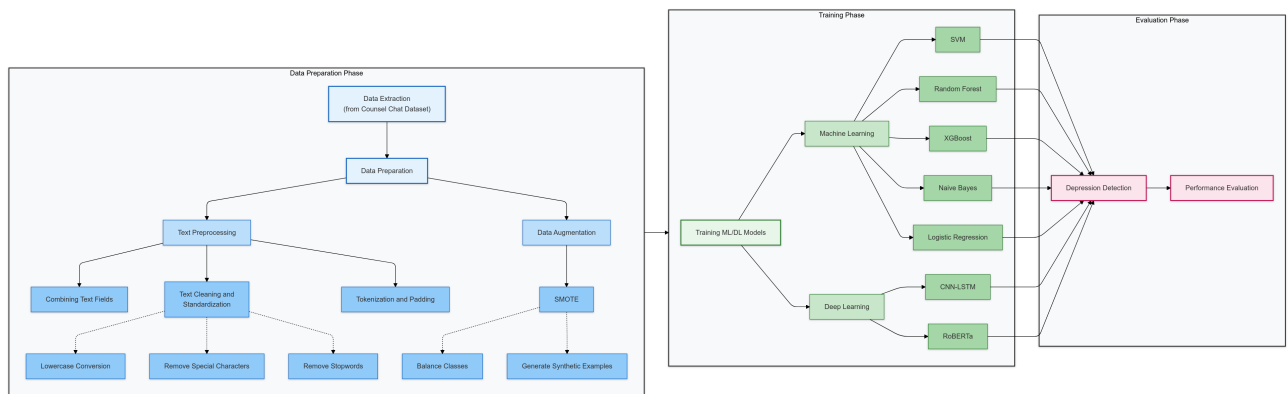 Data Preparation Phase
Data Extraction
(from Counsel Chat Dataset)
Data Preparation
Text Preprocessing
Data Augmentation
Combining Text Fields
Text Cleaning and
Standardization
Tokenization and Padding
SMOTE
Lowercase Conversion
Remove Special Characters
Remove Stopwords
Balance Classes
Generate Synthetic Examples
Training Phase
Training ML/DL Models
Machine Learning
Deep Learning
SVM
Random Forest
XGBoost
Naive Bayes
Logistic Regression
CNN-LSTM
RoBERTa
Evaluation Phase
Depression Detection
Performance Evaluation